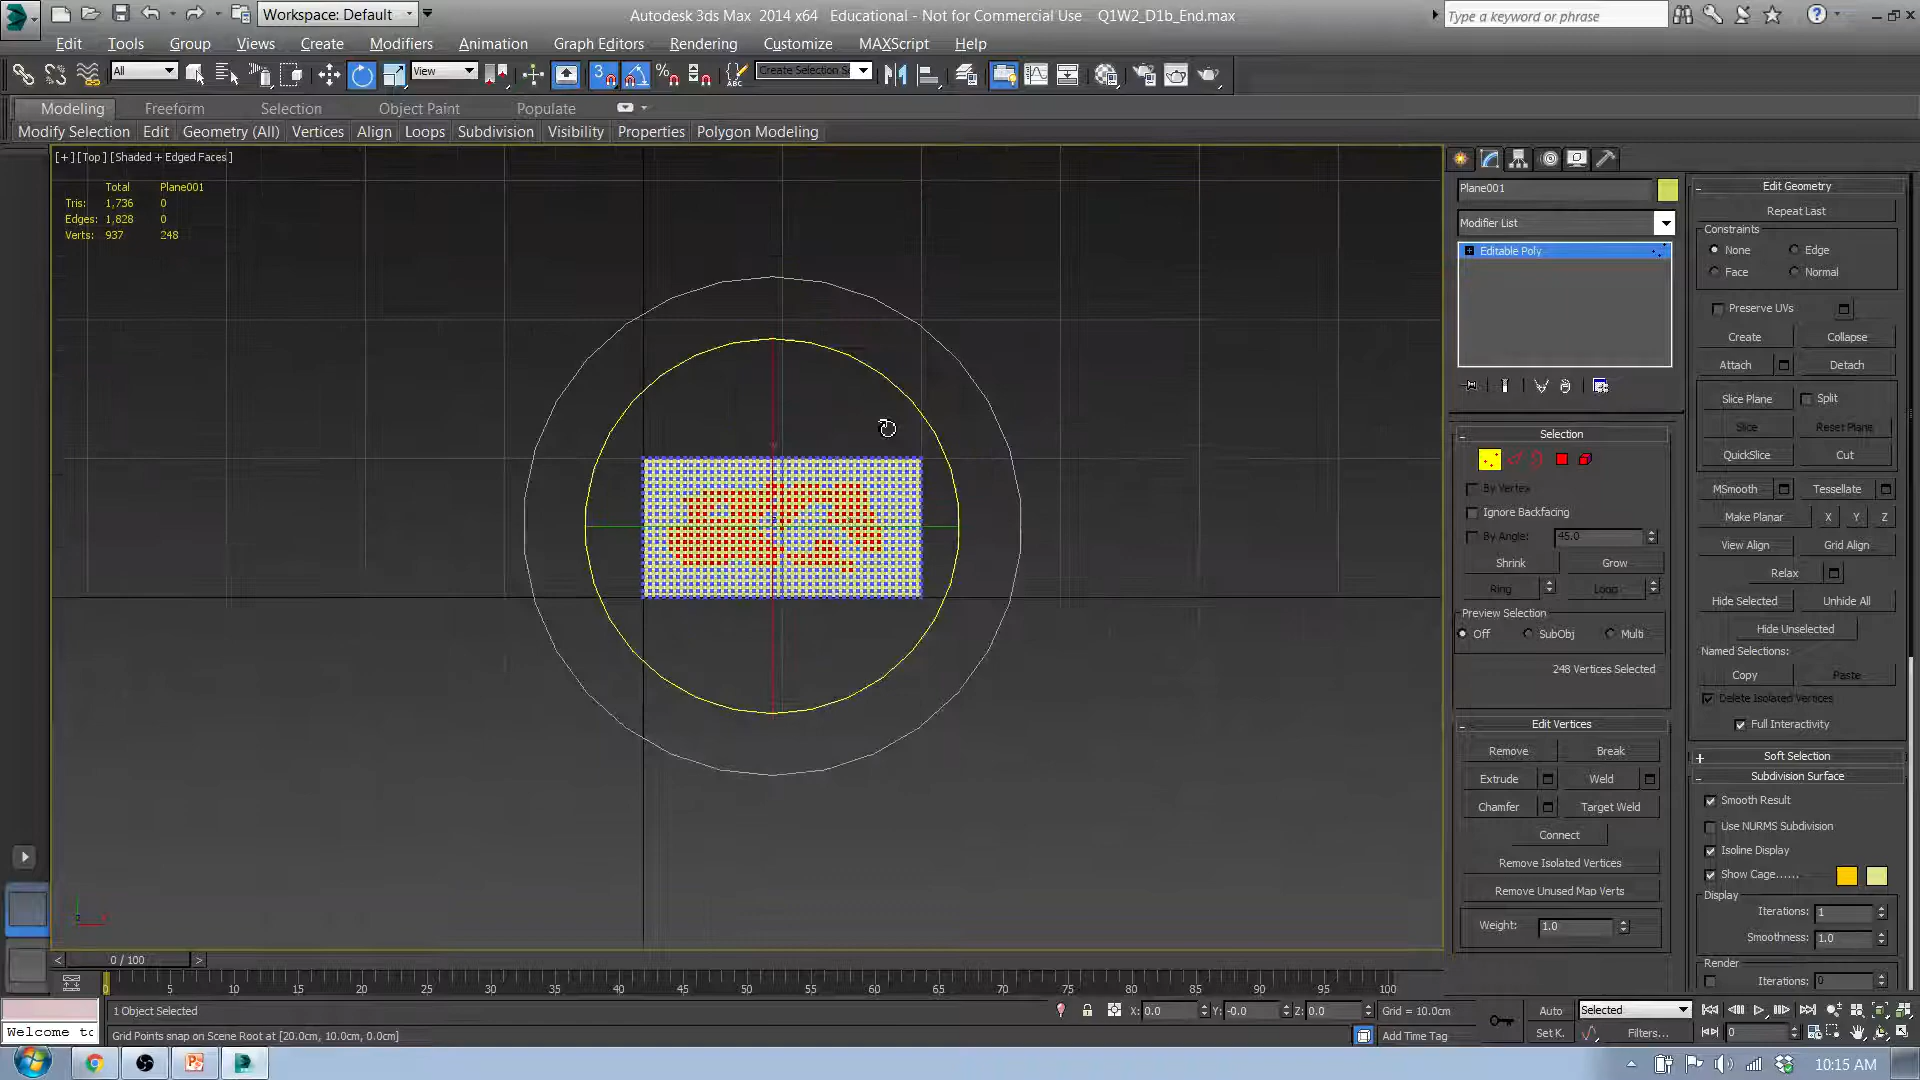 Workspace: Default
Autodesk 3ds Max 2014 x64 Educational - Not for Commercial Use Q1W2_D1b_End.max
Type a keyword or phrase
Edit Tools Group Views Create Modifiers Animation Graph Editors Rendering Customize MAXScript Help
All View 3 Create Selection S
Modeling Freeform Selection Object Paint Populate
Modify Selection Edit Geometry (All) Vertices Align Loops Subdivision Visibility Properties Polygon Modeling
[+] [Top] [Shaded + Edged Faces]
Total Plane001
Tris: 1,736 0
Edges: 1,828 0
Verts: 937 248
Plane001
Modifier List
Editable Poly
Selection
By Vertex
Ignore Backfacing
By Angle: 45.0
Shrink Grow
Ring Loop
Preview Selection
Off SubObj Multi
248 Vertices Selected
Edit Vertices
Remove Break
Extrude Weld
Chamfer Target Weld
Connect
Remove Isolated Vertices
Remove Unused Map Verts
Weight: 1.0
Edit Geometry
Repeat Last
Constraints
None Edge
Face Normal
Preserve UVs
Create Collapse
Attach Detach
Slice Plane Split
Slice Reset Plane
QuickSlice Cut
MSmooth Tessellate
Make Planar X Y Z
View Align Grid Align
Relax
Hide Selected Unhide All
Hide Unselected
Named Selections:
Copy Paste
Delete Isolated Vertices
Full Interactivity
Soft Selection
Subdivision Surface
Smooth Result
Use NURMS Subdivision
Isoline Display
Show Cage......
Display
Iterations: 1
Smoothness: 1.0
Render
Iterations: 0
0 / 100
0 5 10 15 20 25 30 35 40 45 50 55 60 65 70 75 80 85 90 95 100
1 Object Selected
X: 0.0 Y: -0.0 Z: 0.0 Grid = 10.0cm Auto Selected
Welcome to
Grid Points snap on Scene Root at [20.0cm, 10.0cm, 0.0cm]
Add Time Tag Set K. Filters... 0
10:15 AM